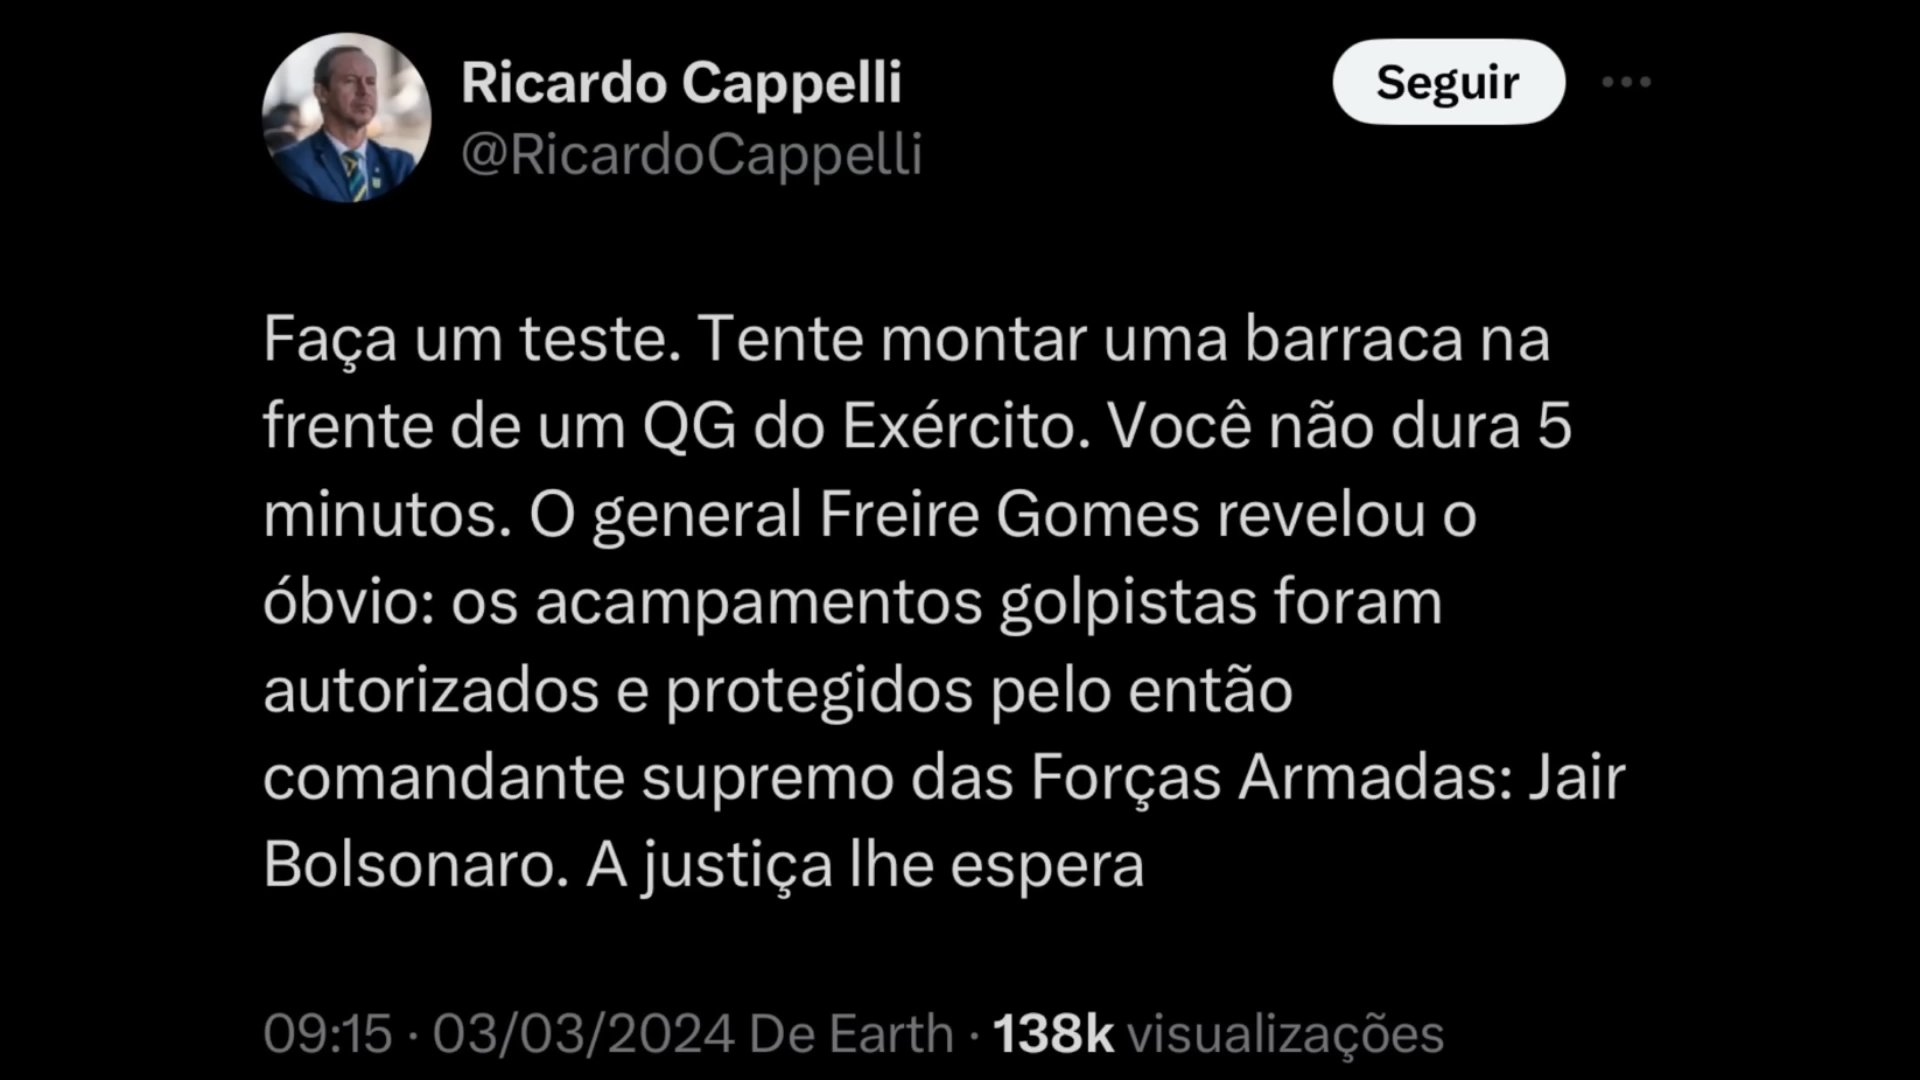 Ricardo Cappelli
@RicardoCappelli
Seguir
Faça um teste. Tente montar uma barraca na
frente de um QG do Exército. Você não dura 5
minutos. O general Freire Gomes revelou o
óbvio: os acampamentos golpistas foram
autorizados e protegidos pelo então
comandante supremo das Forças Armadas: Jair
Bolsonaro. A justiça lhe espera
09:15 · 03/03/2024 De Earth · 138k visualizações